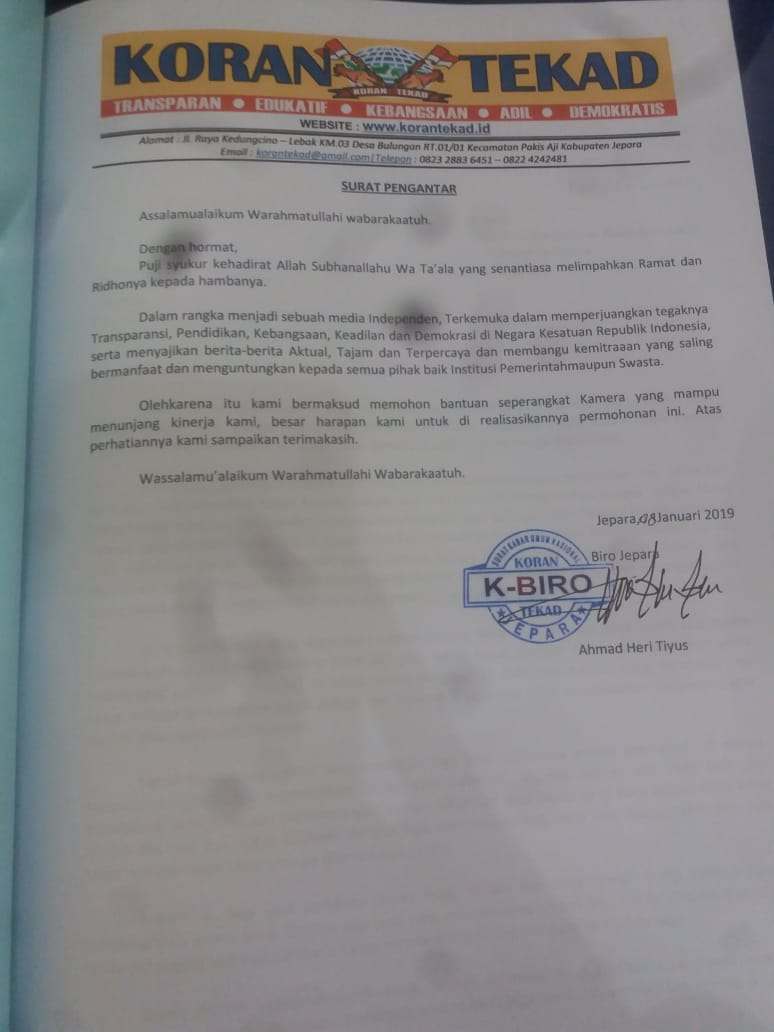 KORAN TEKAD
KORAN TEKAD
TRANSPARAN ● EDUKATIF ● KEBANGSAAN ● ADIL ● DEMOKRATIS
WEBSITE : www.korantekad.id
Alamat : Jl. Raya Kedungcino – Lebak KM.03 Desa Bulungan RT.01/01 Kecamatan Pakis Aji Kabupaten Jepara
Email : korantekad@gmail.com|Telepon : 0823 2883 6451 – 0822 4242481
SURAT PENGANTAR
Assalamualaikum Warahmatullahi wabarakaatuh.
Dengan hormat,
Puji syukur kehadirat Allah Subhanallahu Wa Ta’ala yang senantiasa melimpahkan Ramat dan
Ridhonya kepada hambanya.
Dalam rangka menjadi sebuah media Independen, Terkemuka dalam memperjuangkan tegaknya
Transparansi, Pendidikan, Kebangsaan, Keadilan dan Demokrasi di Negara Kesatuan Republik Indonesia,
serta menyajikan berita-berita Aktual, Tajam dan Terpercaya dan membangu kemitraaan yang saling
bermanfaat dan menguntungkan kepada semua pihak baik Institusi Pemerintahmaupun Swasta.
Olehkarena itu kami bermaksud memohon bantuan seperangkat Kamera yang mampu
menunjang kinerja kami, besar harapan kami untuk di realisasikannya permohonan ini. Atas
perhatiannya kami sampaikan terimakasih.
Wassalamu’alaikum Warahmatullahi Wabarakaatuh.
Jepara, 08 Januari 2019
Biro Jepara
SURAT KABAR UMUM NASIONAL
KORAN
K-BIRO
TEKAD
JEPARA
Ahmad Heri Tiyus